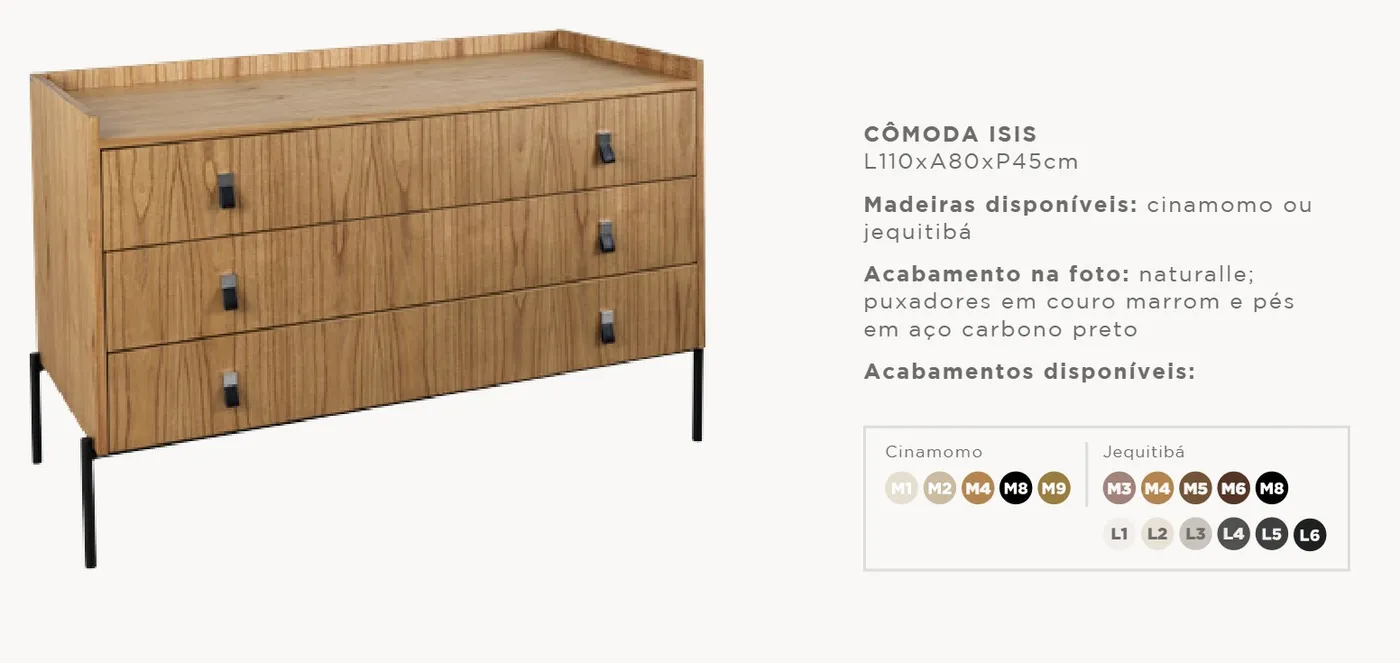 CÔMODA ISIS
L110xA80xP45cm
Madeiras disponíveis: cinamomo ou
jequitibá
Acabamento na foto: naturalle;
puxadores em couro marrom e pés
em aço carbono preto
Acabamentos disponíveis:
Cinamomo
M1 M2 M4 M8 M9
Jequitibá
M3 M4 M5 M6 M8
L1 L2 L3 L4 L5 L6